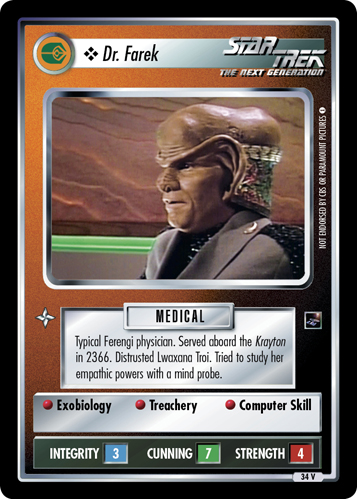 ❖ Dr. Farek
STAR TREK
THE NEXT GENERATION
NOT ENDORSED BY CBS OR PARAMOUNT PICTURES
MEDICAL
Typical Ferengi physician. Served aboard the Krayton
in 2366. Distrusted Lwaxana Troi. Tried to study her
empathic powers with a mind probe.
Exobiology Treachery Computer Skill
INTEGRITY 3 CUNNING 7 STRENGTH 4
34 V